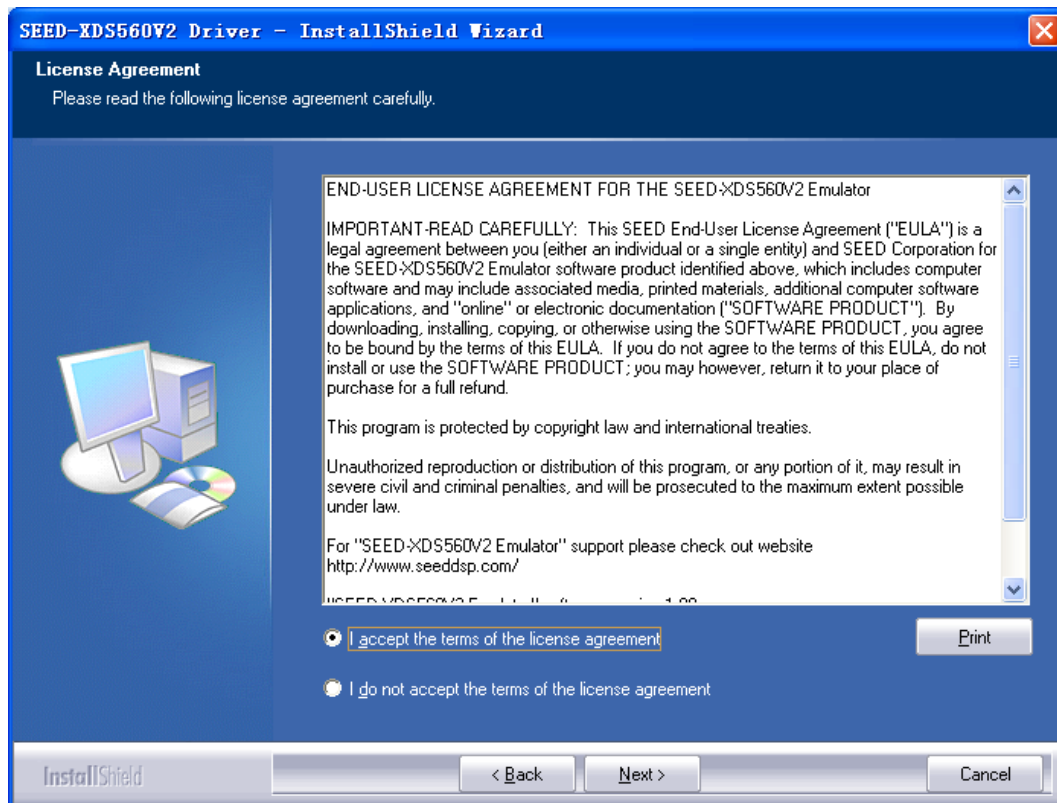 SEED-XDS560V2 Driver - InstallShield Wizard
License Agreement
Please read the following license agreement carefully.
END-USER LICENSE AGREEMENT FOR THE SEED-XDS560V2 Emulator
IMPORTANT-READ CAREFULLY: This SEED End-User License Agreement ("EULA") is a
legal agreement between you (either an individual or a single entity) and SEED Corporation for
the SEED-XDS560V2 Emulator software product identified above, which includes computer
software and may include associated media, printed materials, additional computer software
applications, and "online" or electronic documentation ("SOFTWARE PRODUCT"). By
downloading, installing, copying, or otherwise using the SOFTWARE PRODUCT, you agree
to be bound by the terms of this EULA. If you do not agree to the terms of this EULA, do not
install or use the SOFTWARE PRODUCT; you may however, return it to your place of
purchase for a full refund.
This program is protected by copyright law and international treaties.
Unauthorized reproduction or distribution of this program, or any portion of it, may result in
severe civil and criminal penalties, and will be prosecuted to the maximum extent possible
under law.
For "SEED-XDS560V2 Emulator" support please check out website
http://www.seeddsp.com/
I accept the terms of the license agreement
Print
I do not accept the terms of the license agreement
InstallShield
< Back
Next >
Cancel